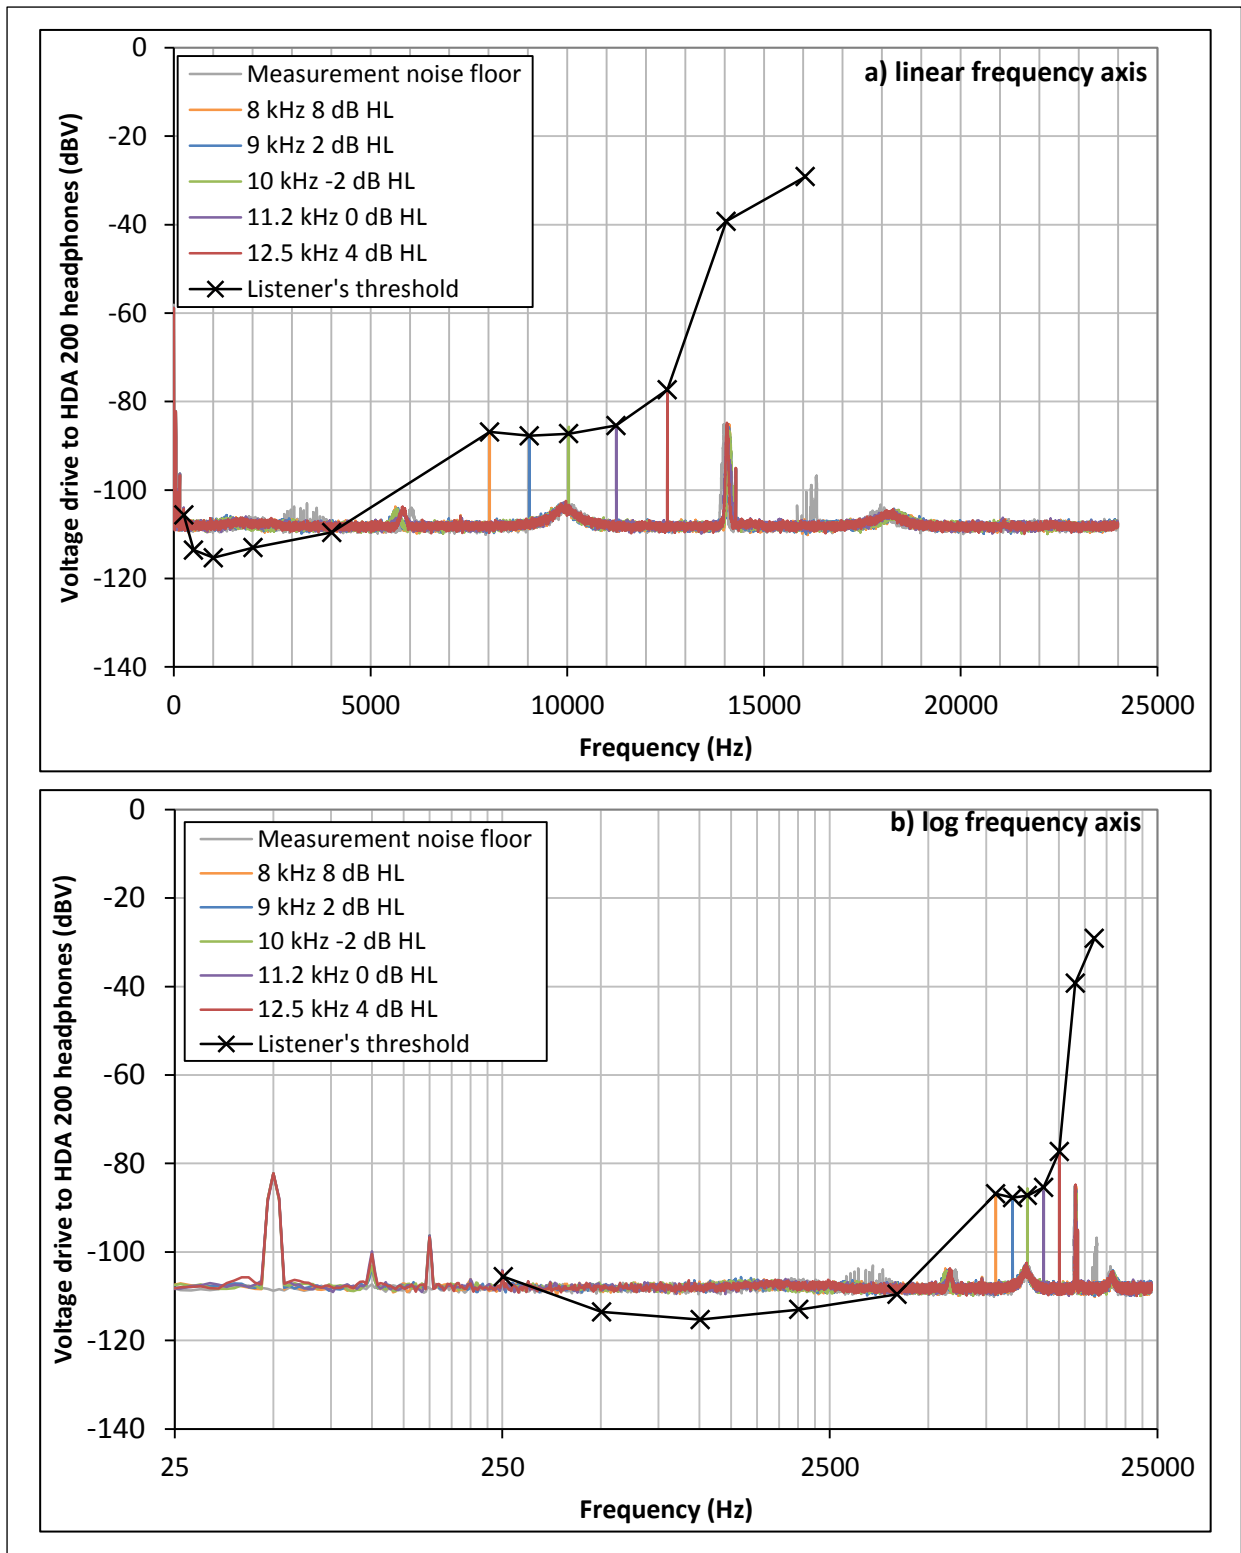 a) linear frequency axis
Measurement noise floor
8 kHz 8 dB HL
9 kHz 2 dB HL
10 kHz -2 dB HL
11.2 kHz 0 dB HL
12.5 kHz 4 dB HL
Listener's threshold
Voltage drive to HDA 200 headphones (dBV)
0
-20
-40
-60
-80
-100
-120
-140
0 5000 10000 15000 20000 25000
Frequency (Hz)
b) log frequency axis
Measurement noise floor
8 kHz 8 dB HL
9 kHz 2 dB HL
10 kHz -2 dB HL
11.2 kHz 0 dB HL
12.5 kHz 4 dB HL
Listener's threshold
Voltage drive to HDA 200 headphones (dBV)
0
-20
-40
-60
-80
-100
-120
-140
25 250 2500 25000
Frequency (Hz)